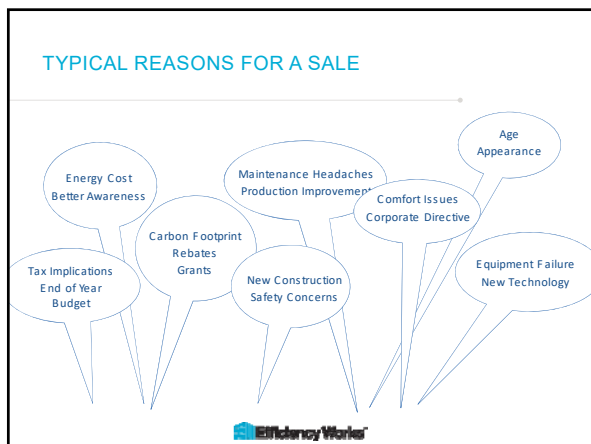 TYPICAL REASONS FOR A SALE
Age
Appearance
Energy Cost
Better Awareness
Maintenance Headaches
Production Improvement
Comfort Issues
Corporate Directive
Carbon Footprint
Rebates
Grants
Tax Implications
End of Year
Budget
New Construction
Safety Concerns
Equipment Failure
New Technology
Efficiency Works